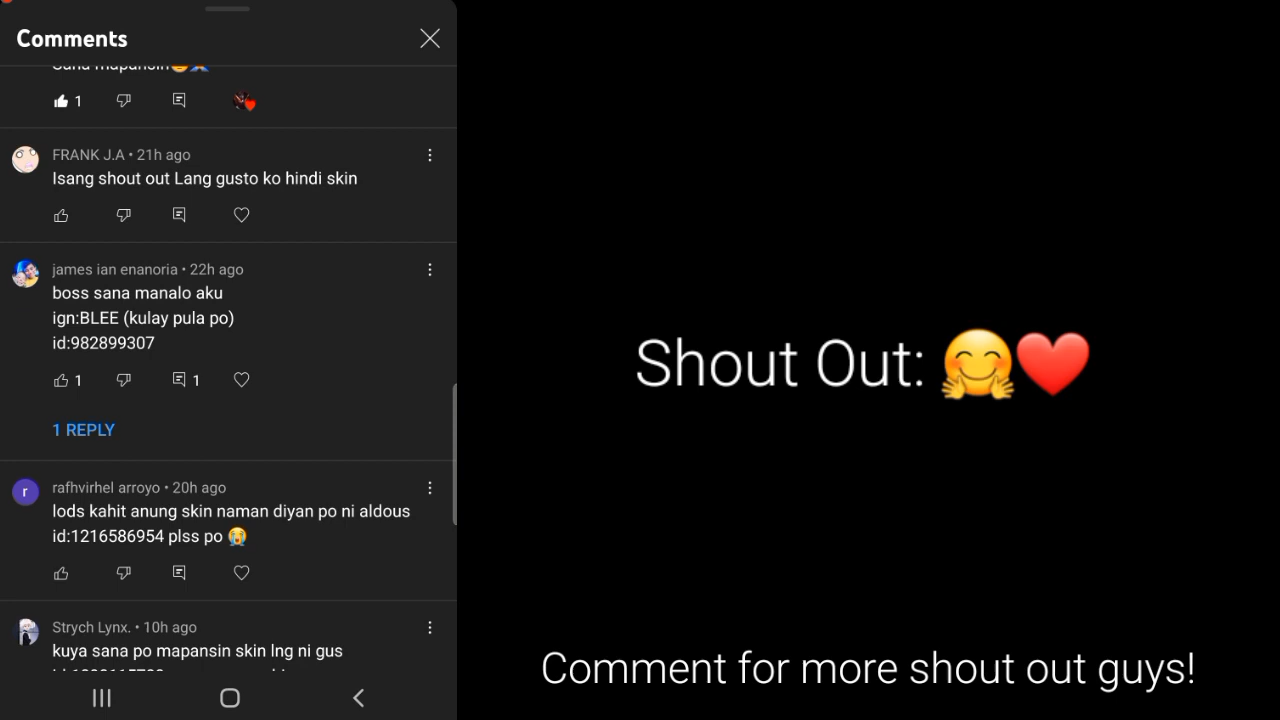 Comments
Sana mapansin
1
FRANK J.A • 21h ago
Isang shout out Lang gusto ko hindi skin
james ian enanoria • 22h ago
boss sana manalo aku
ign:BLEE (kulay pula po)
id:982899307
1 1
1 REPLY
r
rafhvirhel arroyo • 20h ago
lods kahit anung skin naman diyan po ni aldous
id:1216586954 plss po 😭
Strych Lynx. • 10h ago
kuya sana po mapansin skin lng ni gus
Shout Out: 🤗❤️
Comment for more shout out guys!